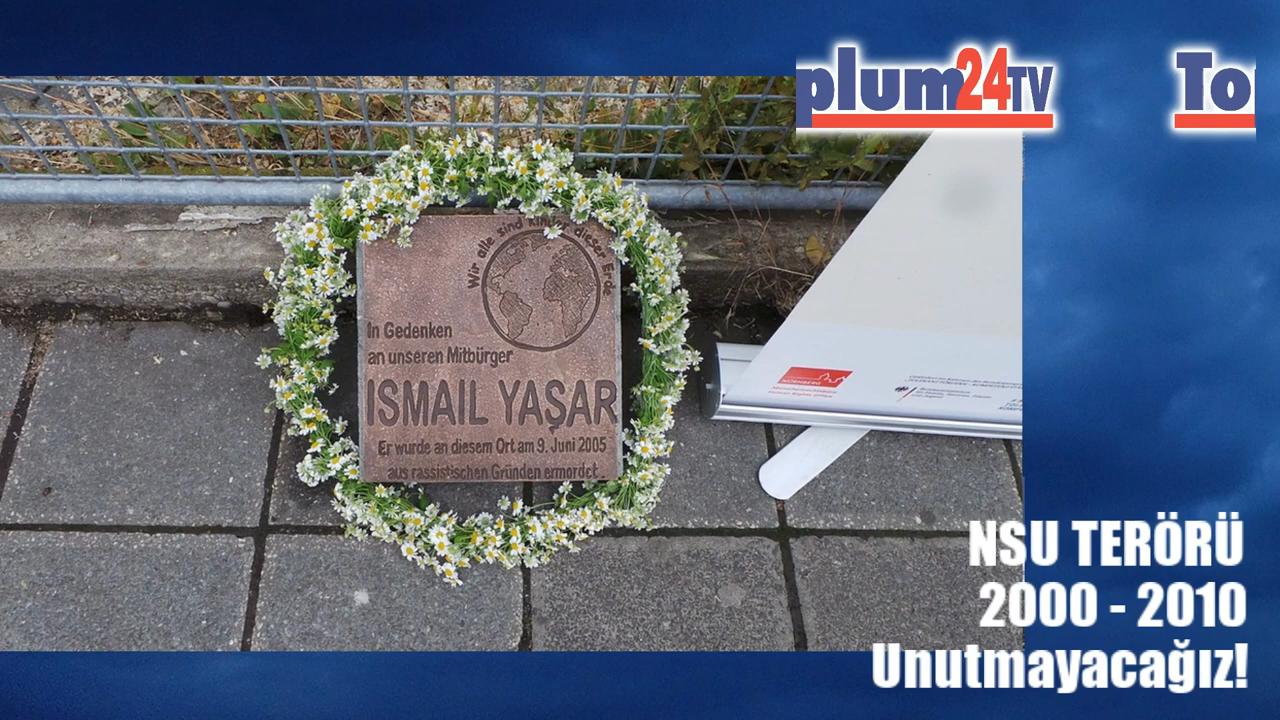 plum24TV To
Wir alle sind Kinder dieser Erde
In Gedenken
an unseren Mitbürger
ISMAIL YAŞAR
Er wurde an diesem Ort am 9. Juni 2005
aus rassistischen Gründen ermordet
NÜRNBERG
NSU TERÖRÜ
2000 - 2010
Unutmayacağız!